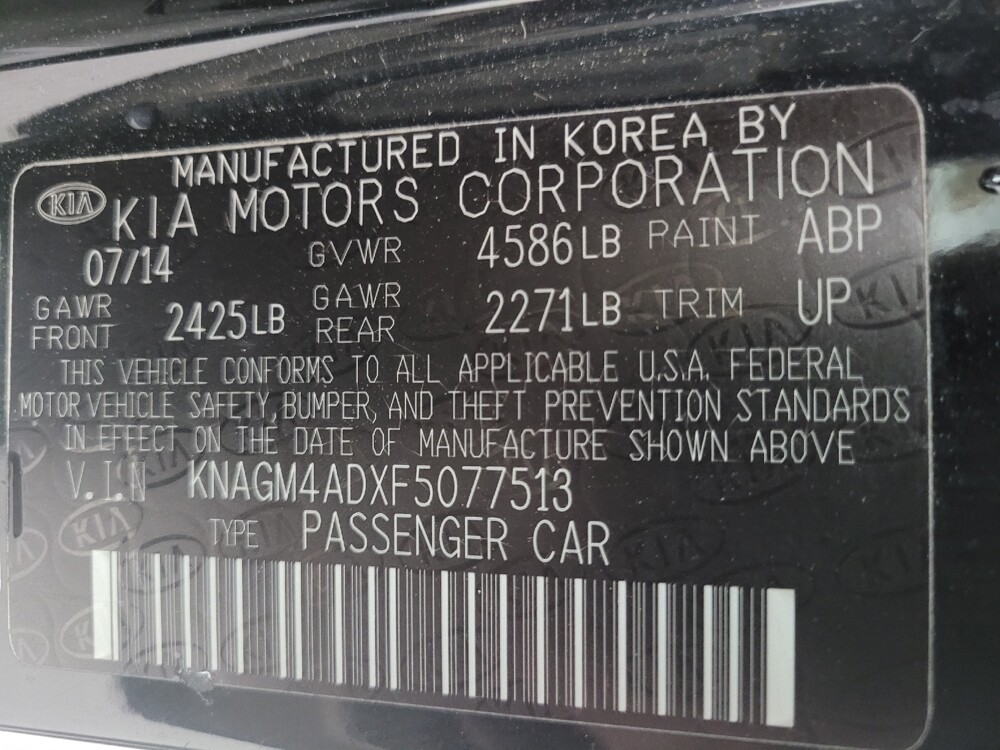 MANUFACTURED IN KOREA BY
KIA KIA MOTORS CORPORATION
07/14 GVWR 4586LB PAINT ABP
GAWR FRONT 2425LB GAWR REAR 2271LB TRIM UP
THIS VEHICLE CONFORMS TO ALL APPLICABLE U.S.A. FEDERAL
MOTOR VEHICLE SAFETY, BUMPER, AND THEFT PREVENTION STANDARDS
IN EFFECT ON THE DATE OF MANUFACTURE SHOWN ABOVE
V.I.N KNAGM4ADXF5077513
TYPE PASSENGER CAR